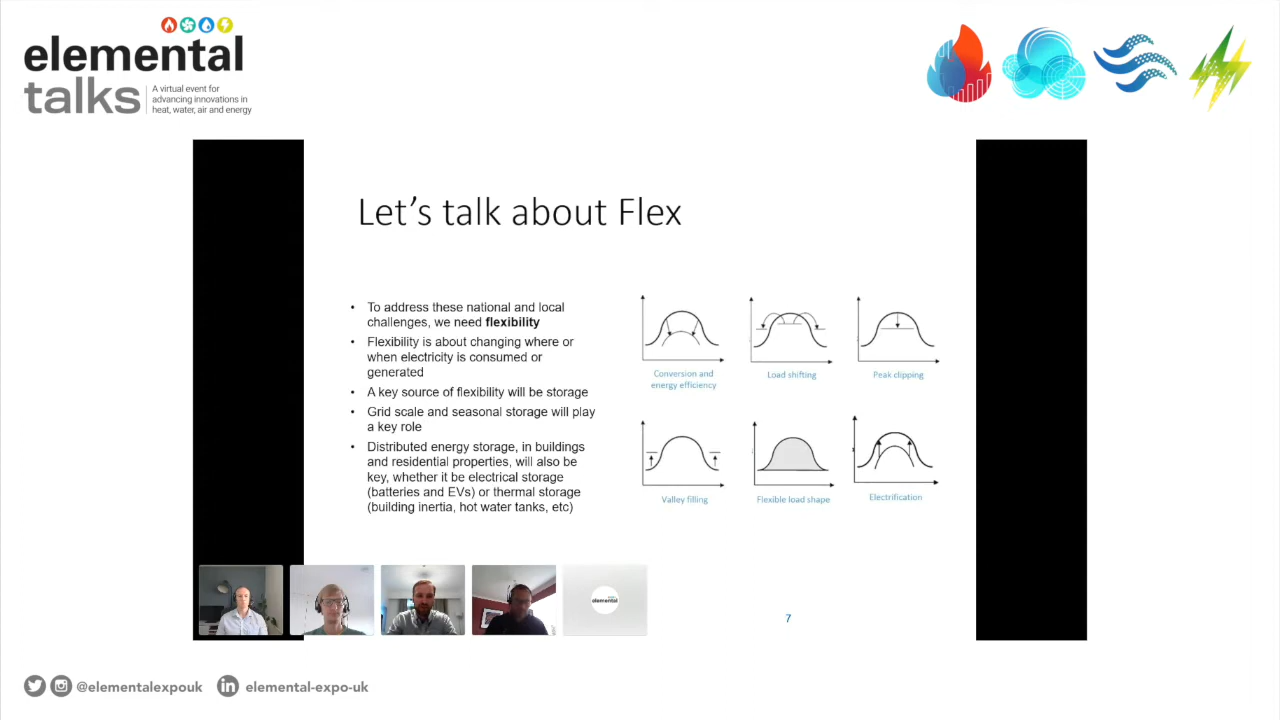 elemental
talks
A virtual event for
advancing innovations in
heat, water, air and energy
Let's talk about Flex
• To address these national and local
challenges, we need flexibility
• Flexibility is about changing where or
when electricity is consumed or
generated
• A key source of flexibility will be storage
• Grid scale and seasonal storage will play
a key role
• Distributed energy storage, in buildings
and residential properties, will also be
key, whether it be electrical storage
(batteries and EVs) or thermal storage
(building inertia, hot water tanks, etc)
Conversion and
energy efficiency
Load shifting
Peak clipping
Valley filling
Flexible load shape
Electrification
elemental
7
@elementalexpouk
elemental-expo-uk